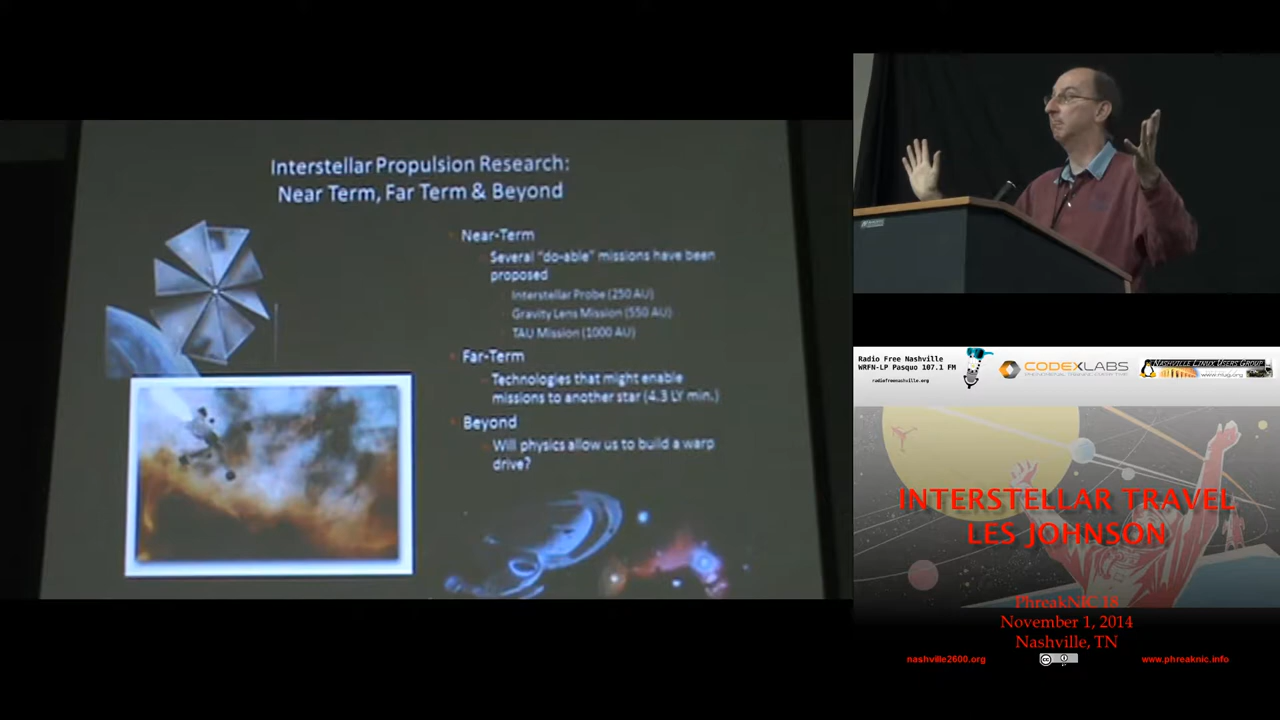 Interstellar Propulsion Research:
Near Term, Far Term & Beyond
Near-Term
Several "do-able" missions have been
proposed
Interstellar Probe (250 AU)
Gravity Lens Mission (550 AU)
TAU Mission (1000 AU)
Far-Term
Technologies that might enable
missions to another star (4.3 LY min.)
Beyond
Will physics allow us to build a warp
drive?
Radio Free Nashville
WRFN-LP Pasquo 107.1 FM
radiofreenashville.org
CODEXLABS
NASHVILLE LINUX USERS GROUP
www.nlug.org
INTERSTELLAR TRAVEL
LES JOHNSON
PhreakNIC 18
November 1, 2014
Nashville, TN
nashville2600.org
www.phreaknic.info